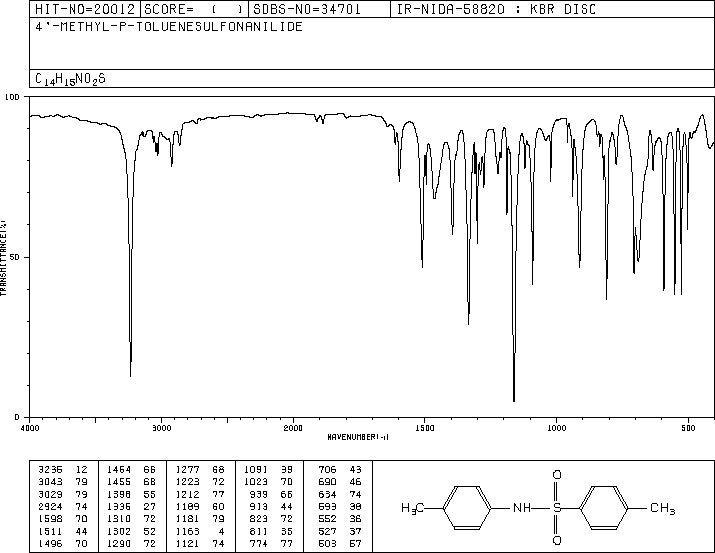 HIT-NO=20012 SCORE= ( ) SDBS-NO=34701 IR-NIDA-58820 : KBR DISC
4'-METHYL-P-TOLUENESULFONANILIDE
C14H15NO2S
100
50
0
TRANSMITTANCE(%)
4000 3000 2000 1500 1000 500
WAVENUMBER(-1)
3236 12 1464 66 1277 68 1091 39 706 43
3043 79 1455 68 1223 72 1023 70 690 46
3029 79 1398 55 1212 77 939 66 634 74
2924 74 1336 27 1189 60 913 44 593 38
1598 70 1310 72 1181 79 823 72 552 36
1511 44 1302 52 1163 4 811 35 527 37
1496 70 1290 72 1121 74 774 77 503 57
O
H3C NH S CH3
O